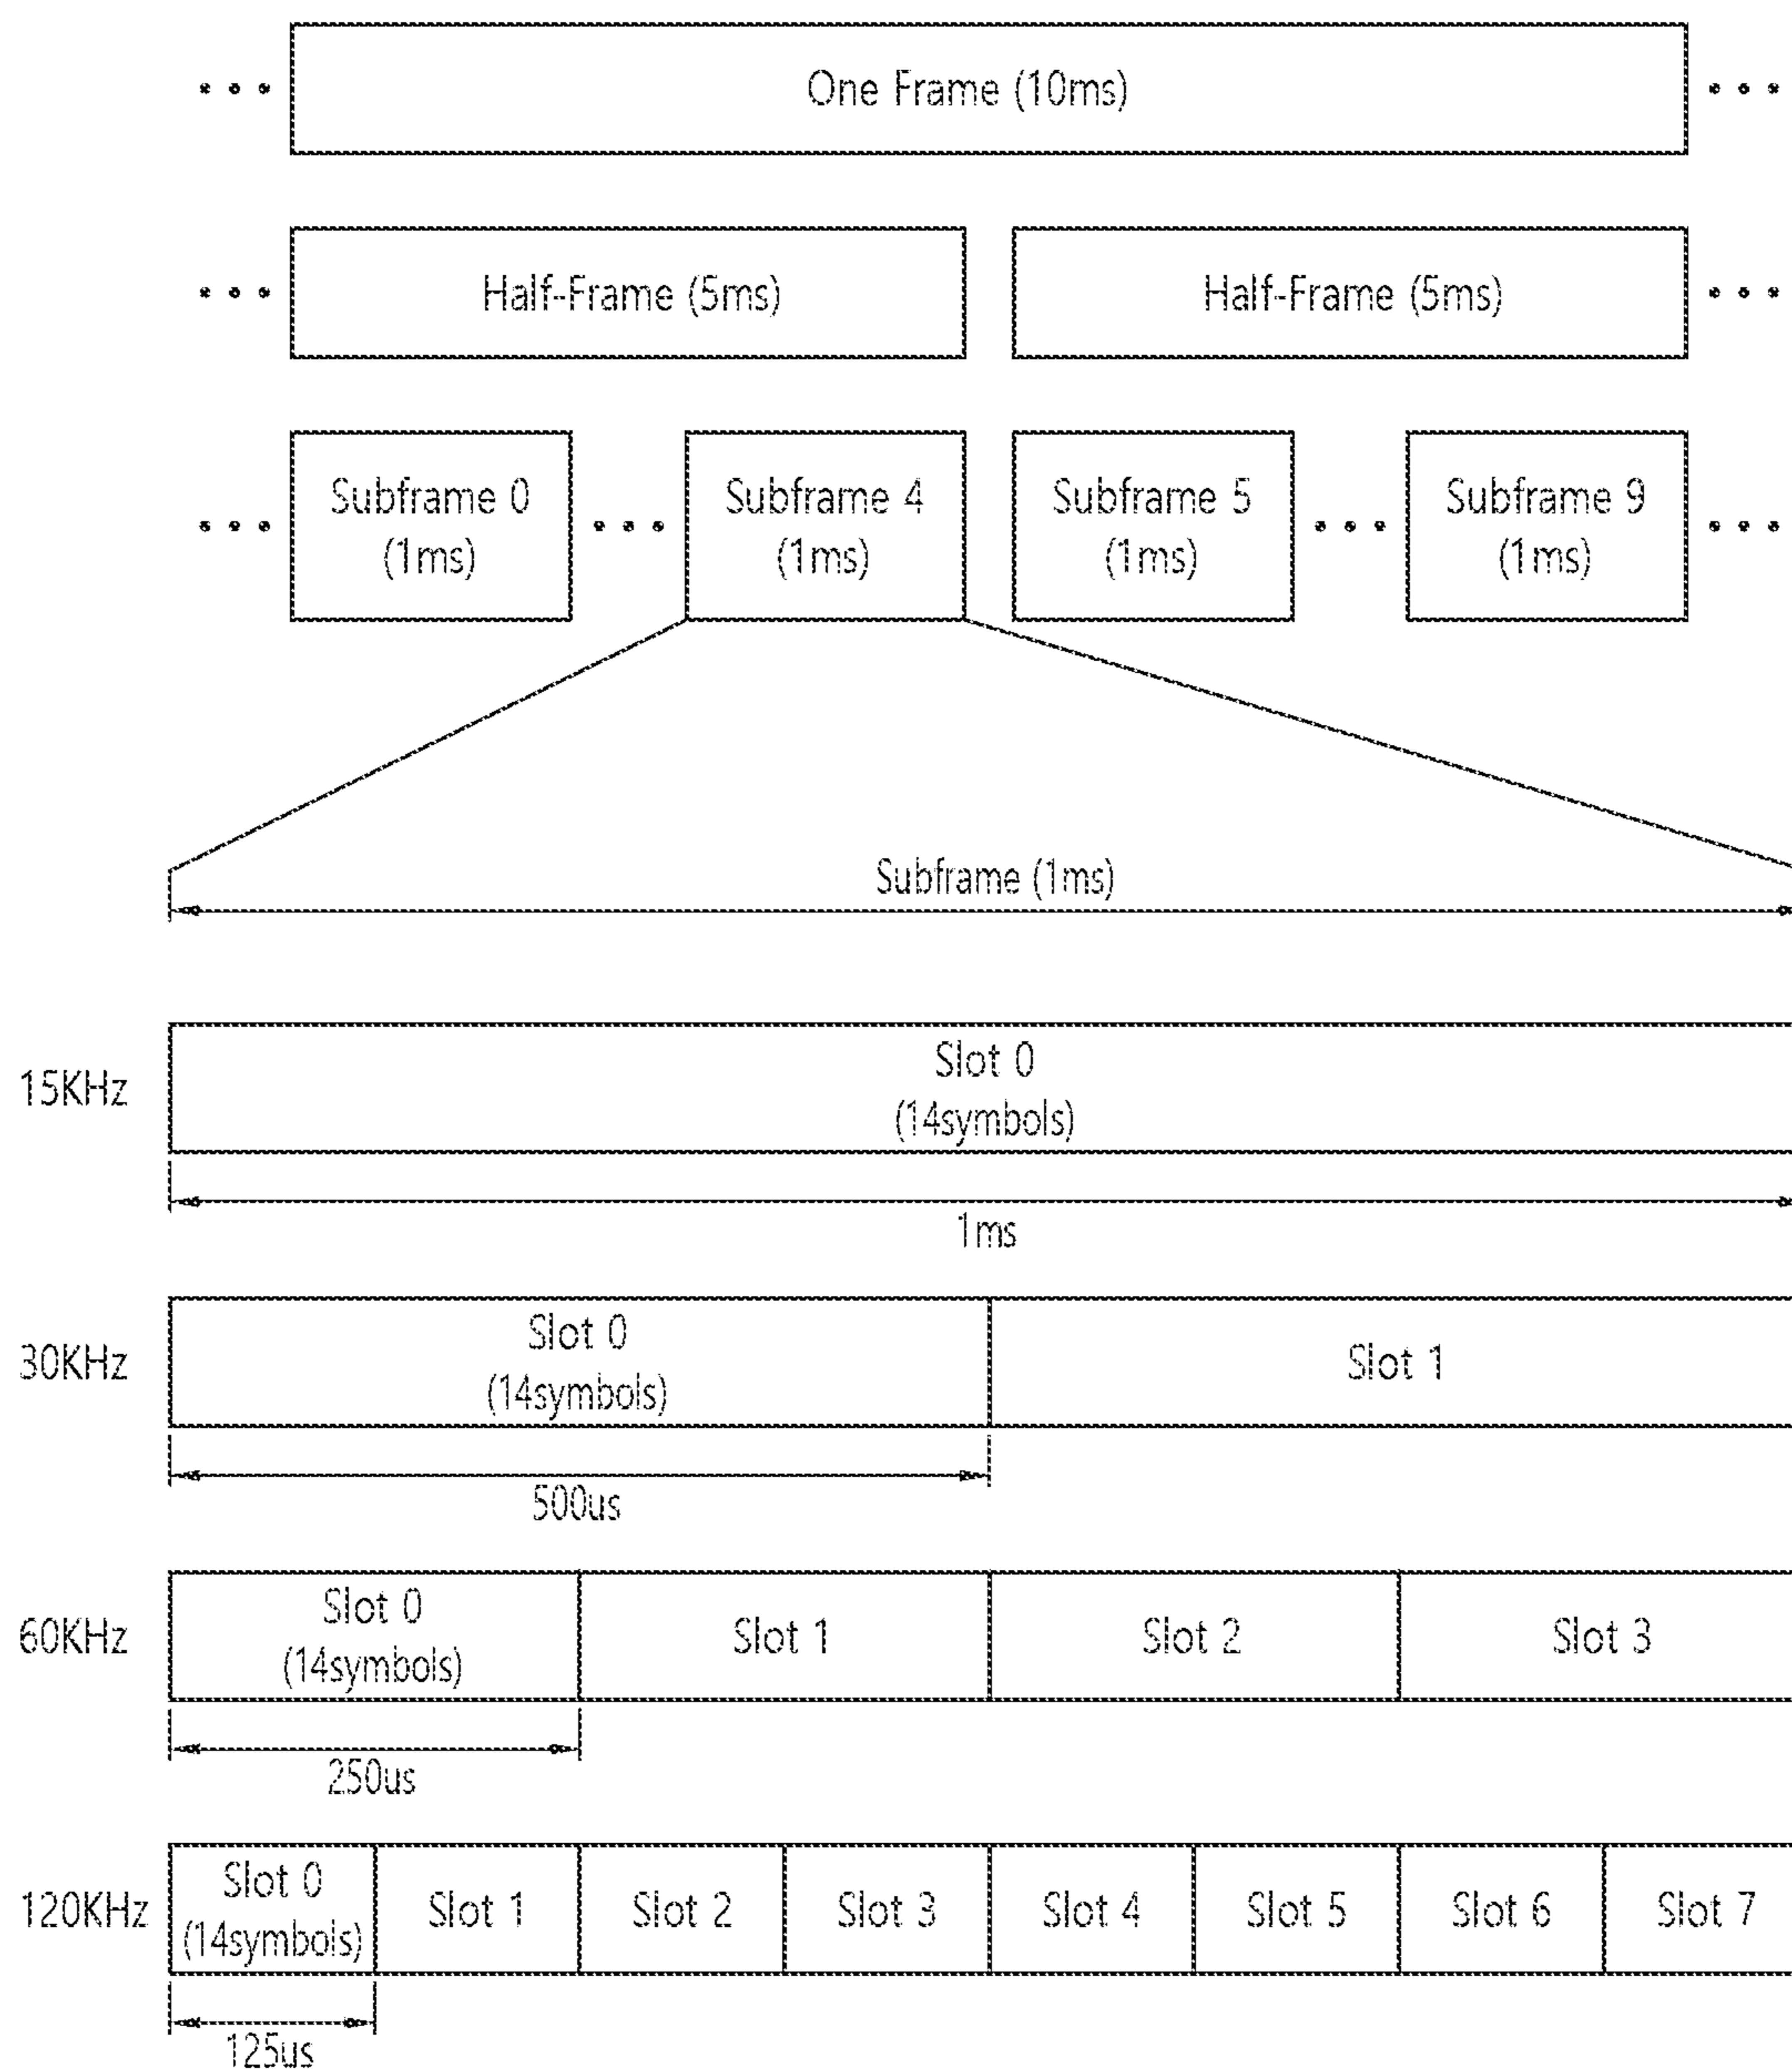 One Frame (10ms)
Half-Frame (5ms)
Half-Frame (5ms)
Subframe 0
(1ms)
Subframe 4
(1ms)
Subframe 5
(1ms)
Subframe 9
(1ms)
Subframe (1ms)
15KHz
Slot 0
(14symbols)
1ms
30KHz
Slot 0
(14symbols)
Slot 1
500us
60KHz
Slot 0
(14symbols)
Slot 1
Slot 2
Slot 3
250us
120KHz
Slot 0
(14symbols)
Slot 1
Slot 2
Slot 3
Slot 4
Slot 5
Slot 6
Slot 7
125us